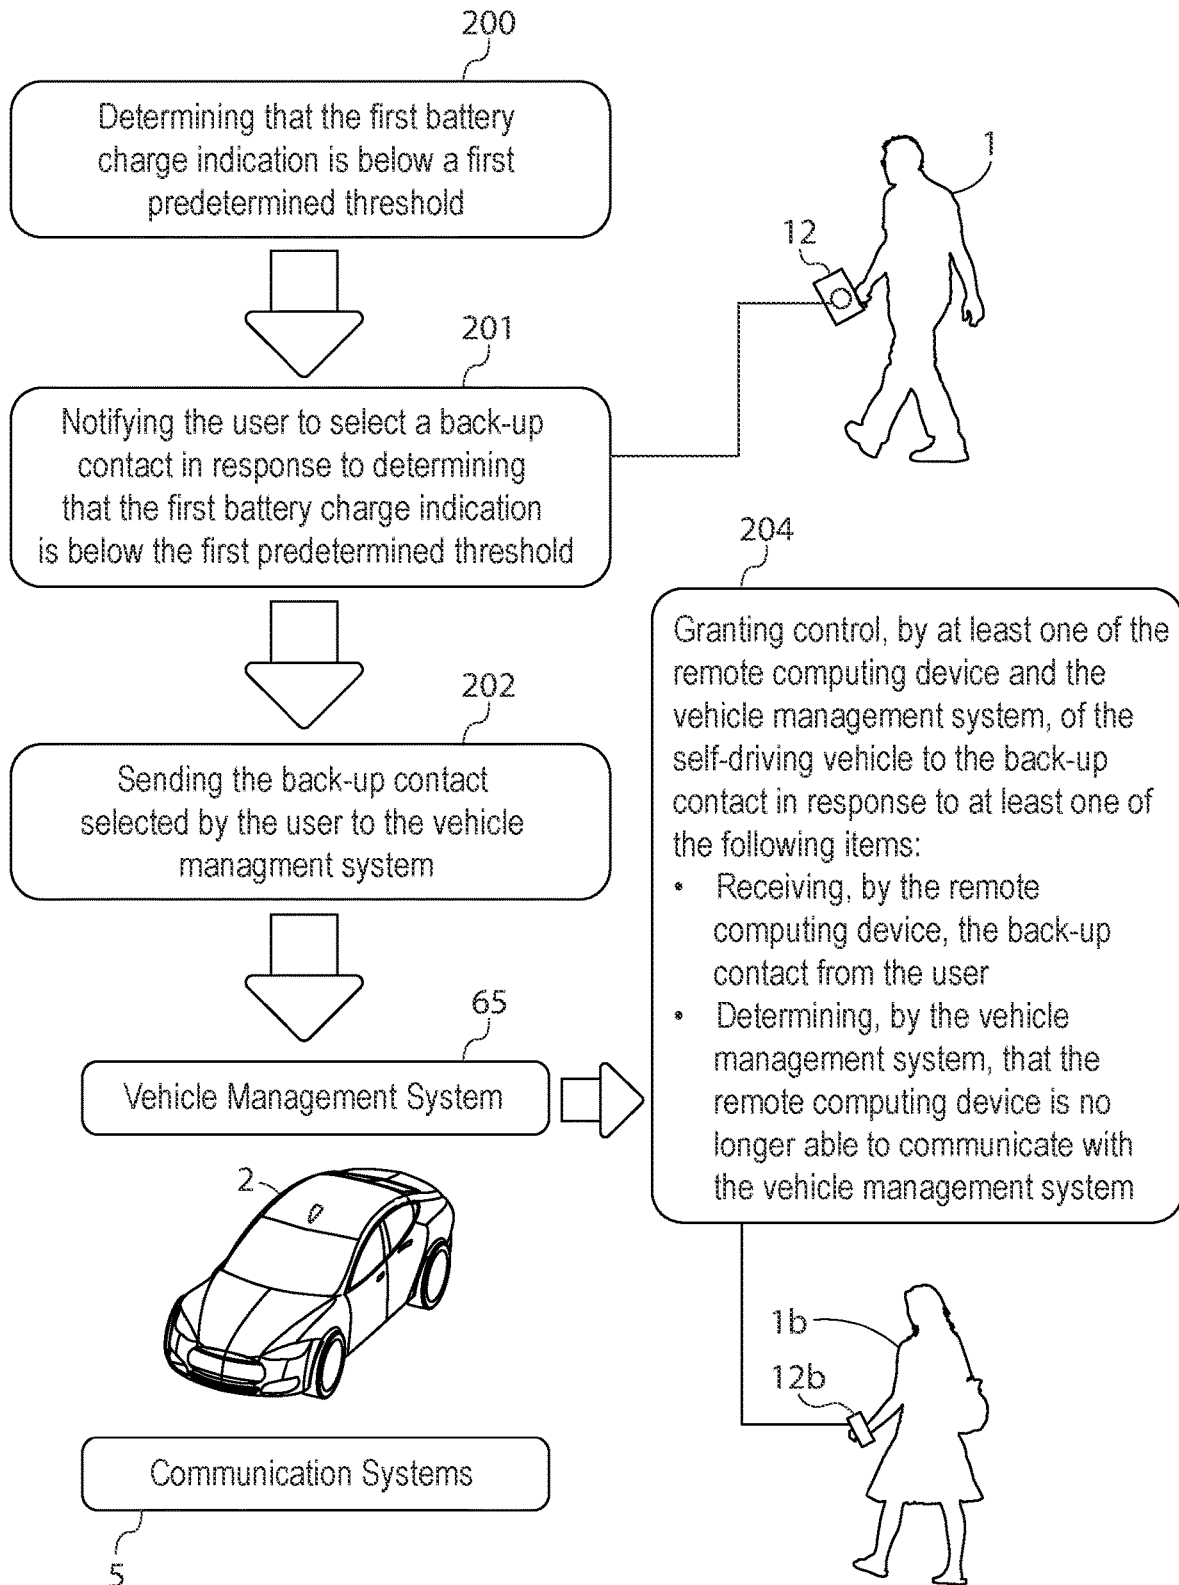 200
Determining that the first battery
charge indication is below a first
predetermined threshold
1
12
201
Notifying the user to select a back-up
contact in response to determining
that the first battery charge indication
is below the first predetermined threshold
202
Sending the back-up contact
selected by the user to the vehicle
managment system
65
Vehicle Management System
204
Granting control, by at least one of the
remote computing device and the
vehicle management system, of the
self-driving vehicle to the back-up
contact in response to at least one of
the following items:
• Receiving, by the remote
computing device, the back-up
contact from the user
• Determining, by the vehicle
management system, that the
remote computing device is no
longer able to communicate with
the vehicle management system
2
1b
12b
Communication Systems
5